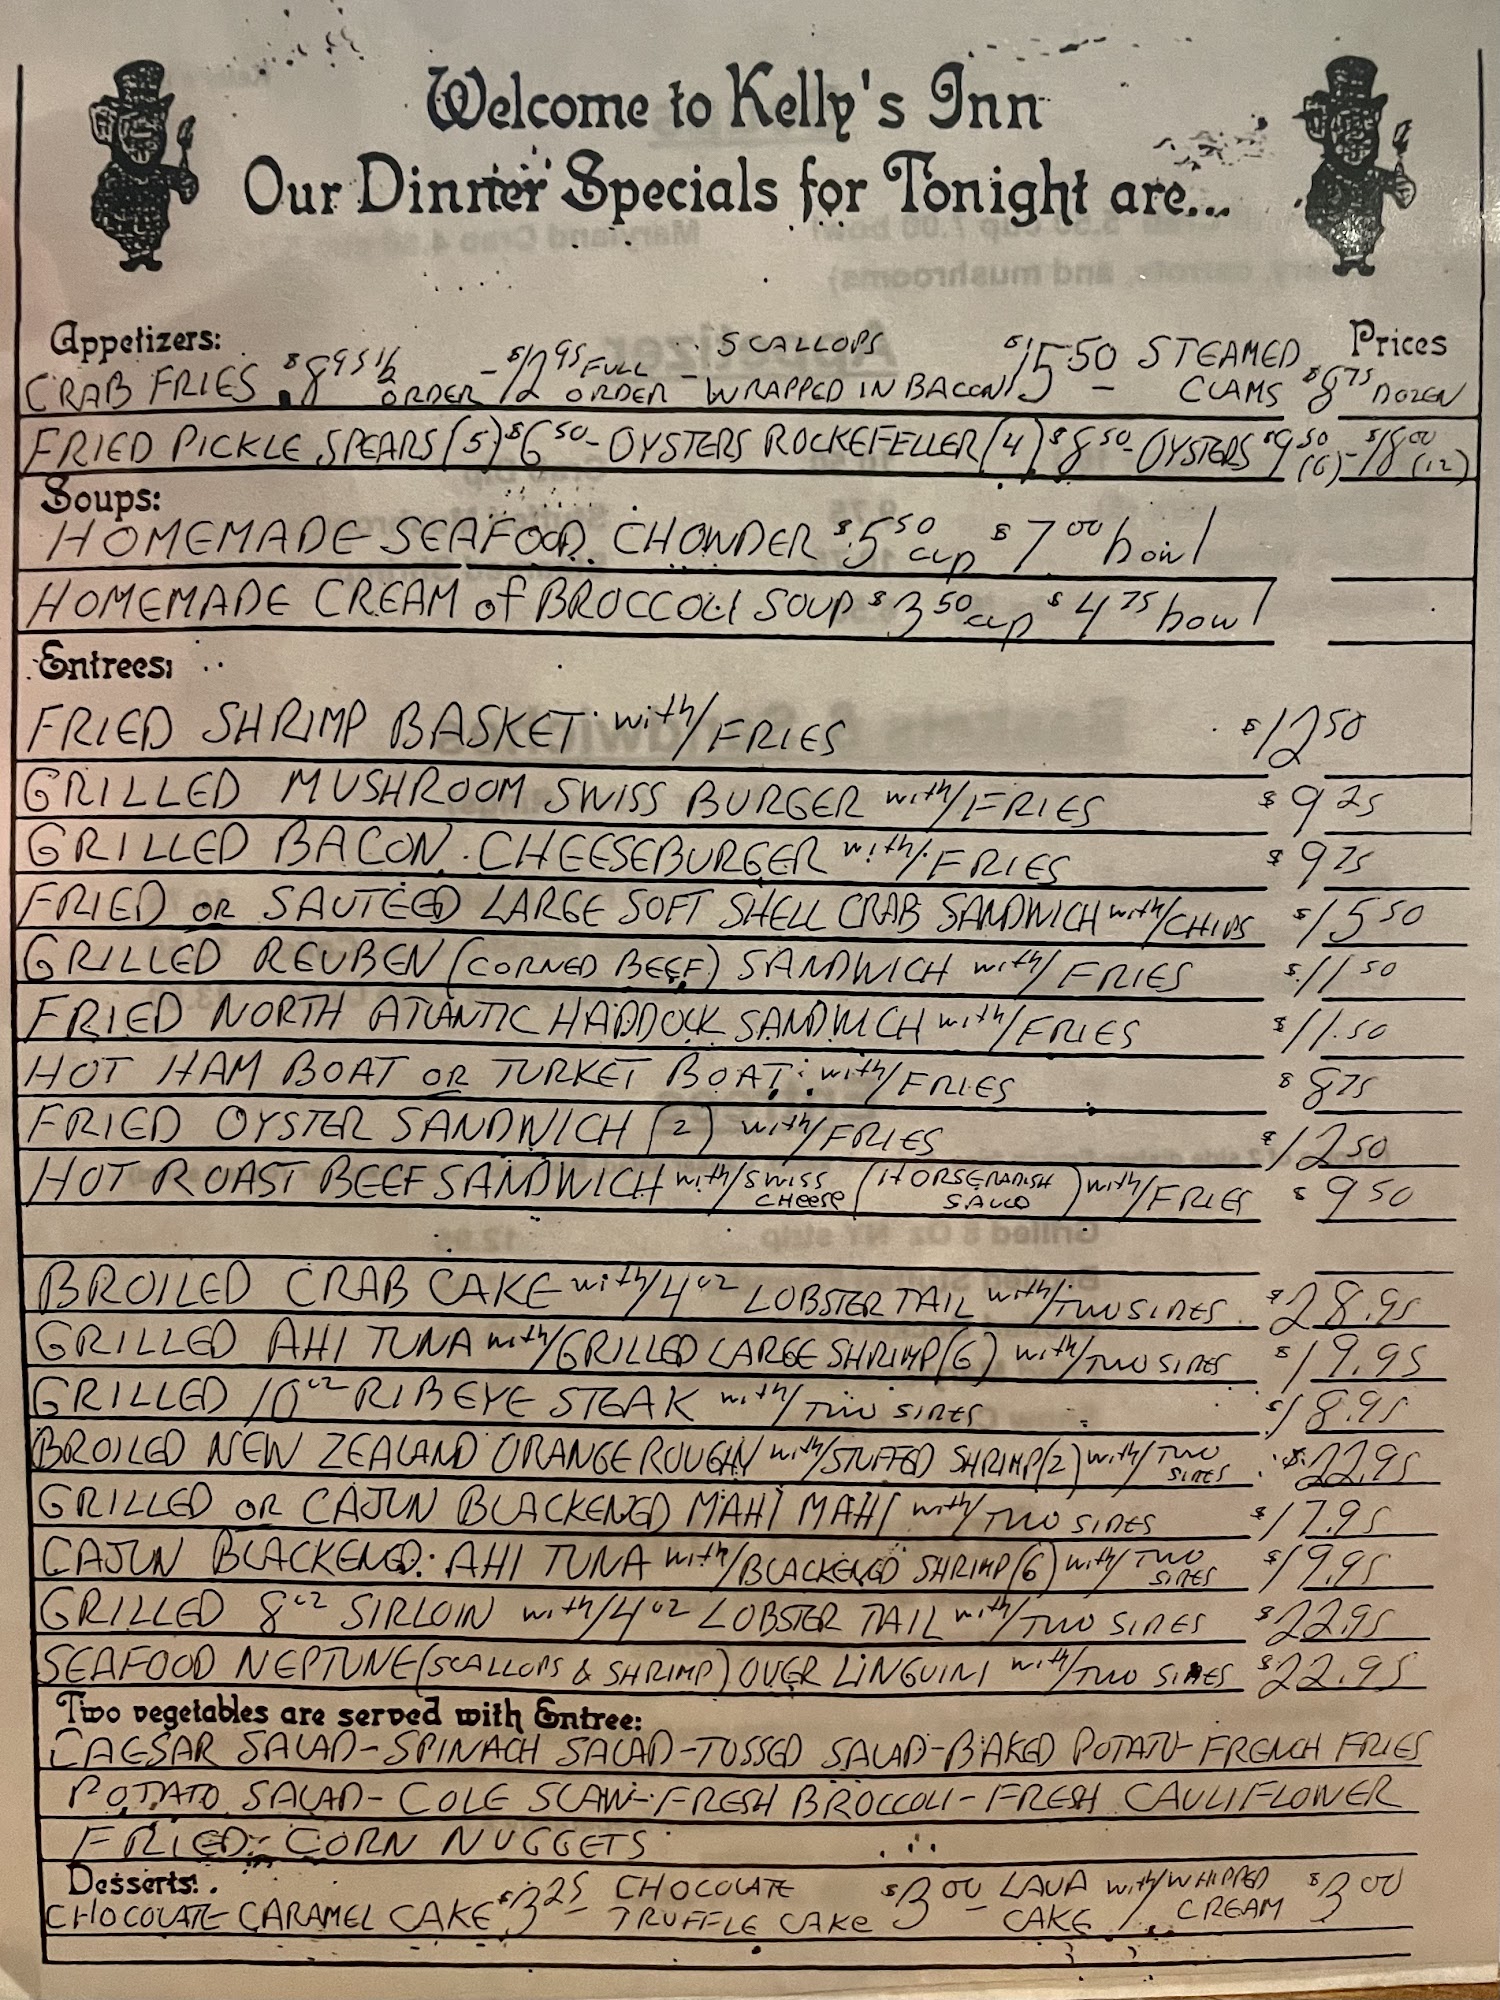 Welcome to Kelly's Inn
Our Dinner Specials for Tonight are...
Appetizers: Prices
CRAB FRIES $8 95 1/2 ORDER - $12 95 FULL ORDER - SCALLOPS WRAPPED IN BACON $15 50 - STEAMED CLAMS $8 75 DOZEN
FRIED PICKLE SPEARS (5) $6 50 - OYSTERS ROCKEFELLER (4) $8 50 - OYSTERS $9 50 (6) - $18 00 (12)
Soups:
HOMEMADE SEAFOOD CHOWDER $5 50 cup $7 00 bowl
HOMEMADE CREAM of BROCCOLI SOUP $3 50 cup $4 75 bowl
Entrees:
FRIED SHRIMP BASKET with/FRIES $12 50
GRILLED MUSHROOM SWISS BURGER with/FRIES $9 25
GRILLED BACON CHEESEBURGER with/FRIES $9 25
FRIED OR SAUTEED LARGE SOFT SHELL CRAB SANDWICH with/CHIPS $15 50
GRILLED REUBEN (CORNED BEEF) SANDWICH with/FRIES $11 50
FRIED NORTH ATLANTIC HADDOCK SANDWICH with/FRIES $11.50
HOT HAM BOAT OR TURKEY BOAT with/FRIES $8 75
FRIED OYSTER SANDWICH (2) with/FRIES $12 50
HOT ROAST BEEF SANDWICH with/SWISS CHEESE (HORSERADISH SAUCE) with/FRIES $9 50
BROILED CRAB CAKE with/4oz LOBSTER TAIL with/TWO SIDES $28.95
GRILLED AHI TUNA with/GRILLED LARGE SHRIMP (6) with/TWO SIDES $19.95
GRILLED 10oz RIBEYE STEAK with/TWO SIDES $18.95
BROILED NEW ZEALAND ORANGE ROUGHY with/STUFFED SHRIMP (2) with/TWO SIDES $22.95
GRILLED OR CAJUN BLACKENED MAHI MAHI with/TWO SIDES $17.95
CAJUN BLACKENED AHI TUNA with/BLACKENED SHRIMP (6) with/TWO SIDES $19.95
GRILLED 8oz SIRLOIN with/4oz LOBSTER TAIL with/TWO SIDES $22.95
SEAFOOD NEPTUNE (SCALLOPS & SHRIMP) OVER LINGUINI with/TWO SIDES $22.95
Two vegetables are served with Entree:
CAESAR SALAD - SPINACH SALAD - TOSSED SALAD - BAKED POTATO - FRENCH FRIES
POTATO SALAD - COLE SLAW - FRESH BROCCOLI - FRESH CAULIFLOWER
FRIED CORN NUGGETS
Desserts:
CHOCOLATE CARAMEL CAKE $3 25 - CHOCOLATE TRUFFLE CAKE $3 00 - LAVA CAKE with/WHIPPED CREAM $3 00